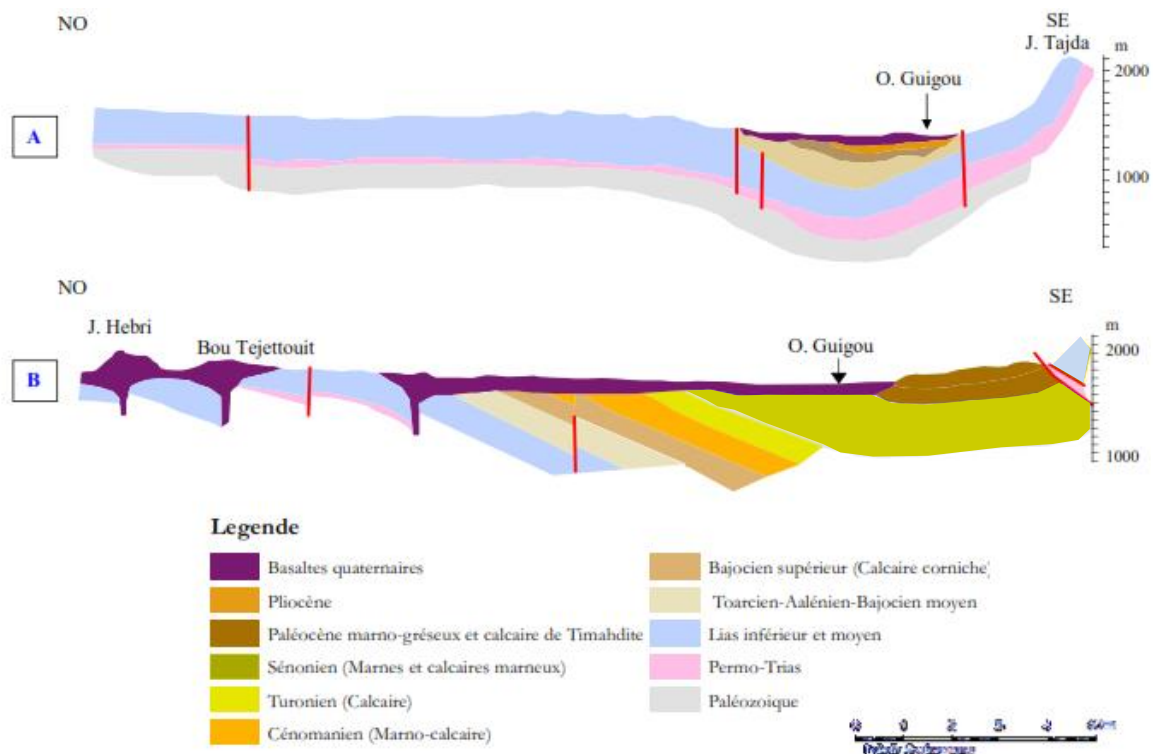 NO
SE
J. Tajda
m
2000
O. Guigou
A
1000
NO
SE
J. Hebri
m
Bou Tejettouit
O. Guigou
2000
B
1000
Legende
Basaltes quaternaires
Pliocène
Paléocène marno-gréseux et calcaire de Timahdite
Sénonien (Marnes et calcaires marneux)
Turonien (Calcaire)
Cénomanien (Marno-calcaire)
Bajocien supérieur (Calcaire corniche)
Toarcien-Aalénien-Bajocien moyen
Lias inférieur et moyen
Permo-Trias
Paléozoique